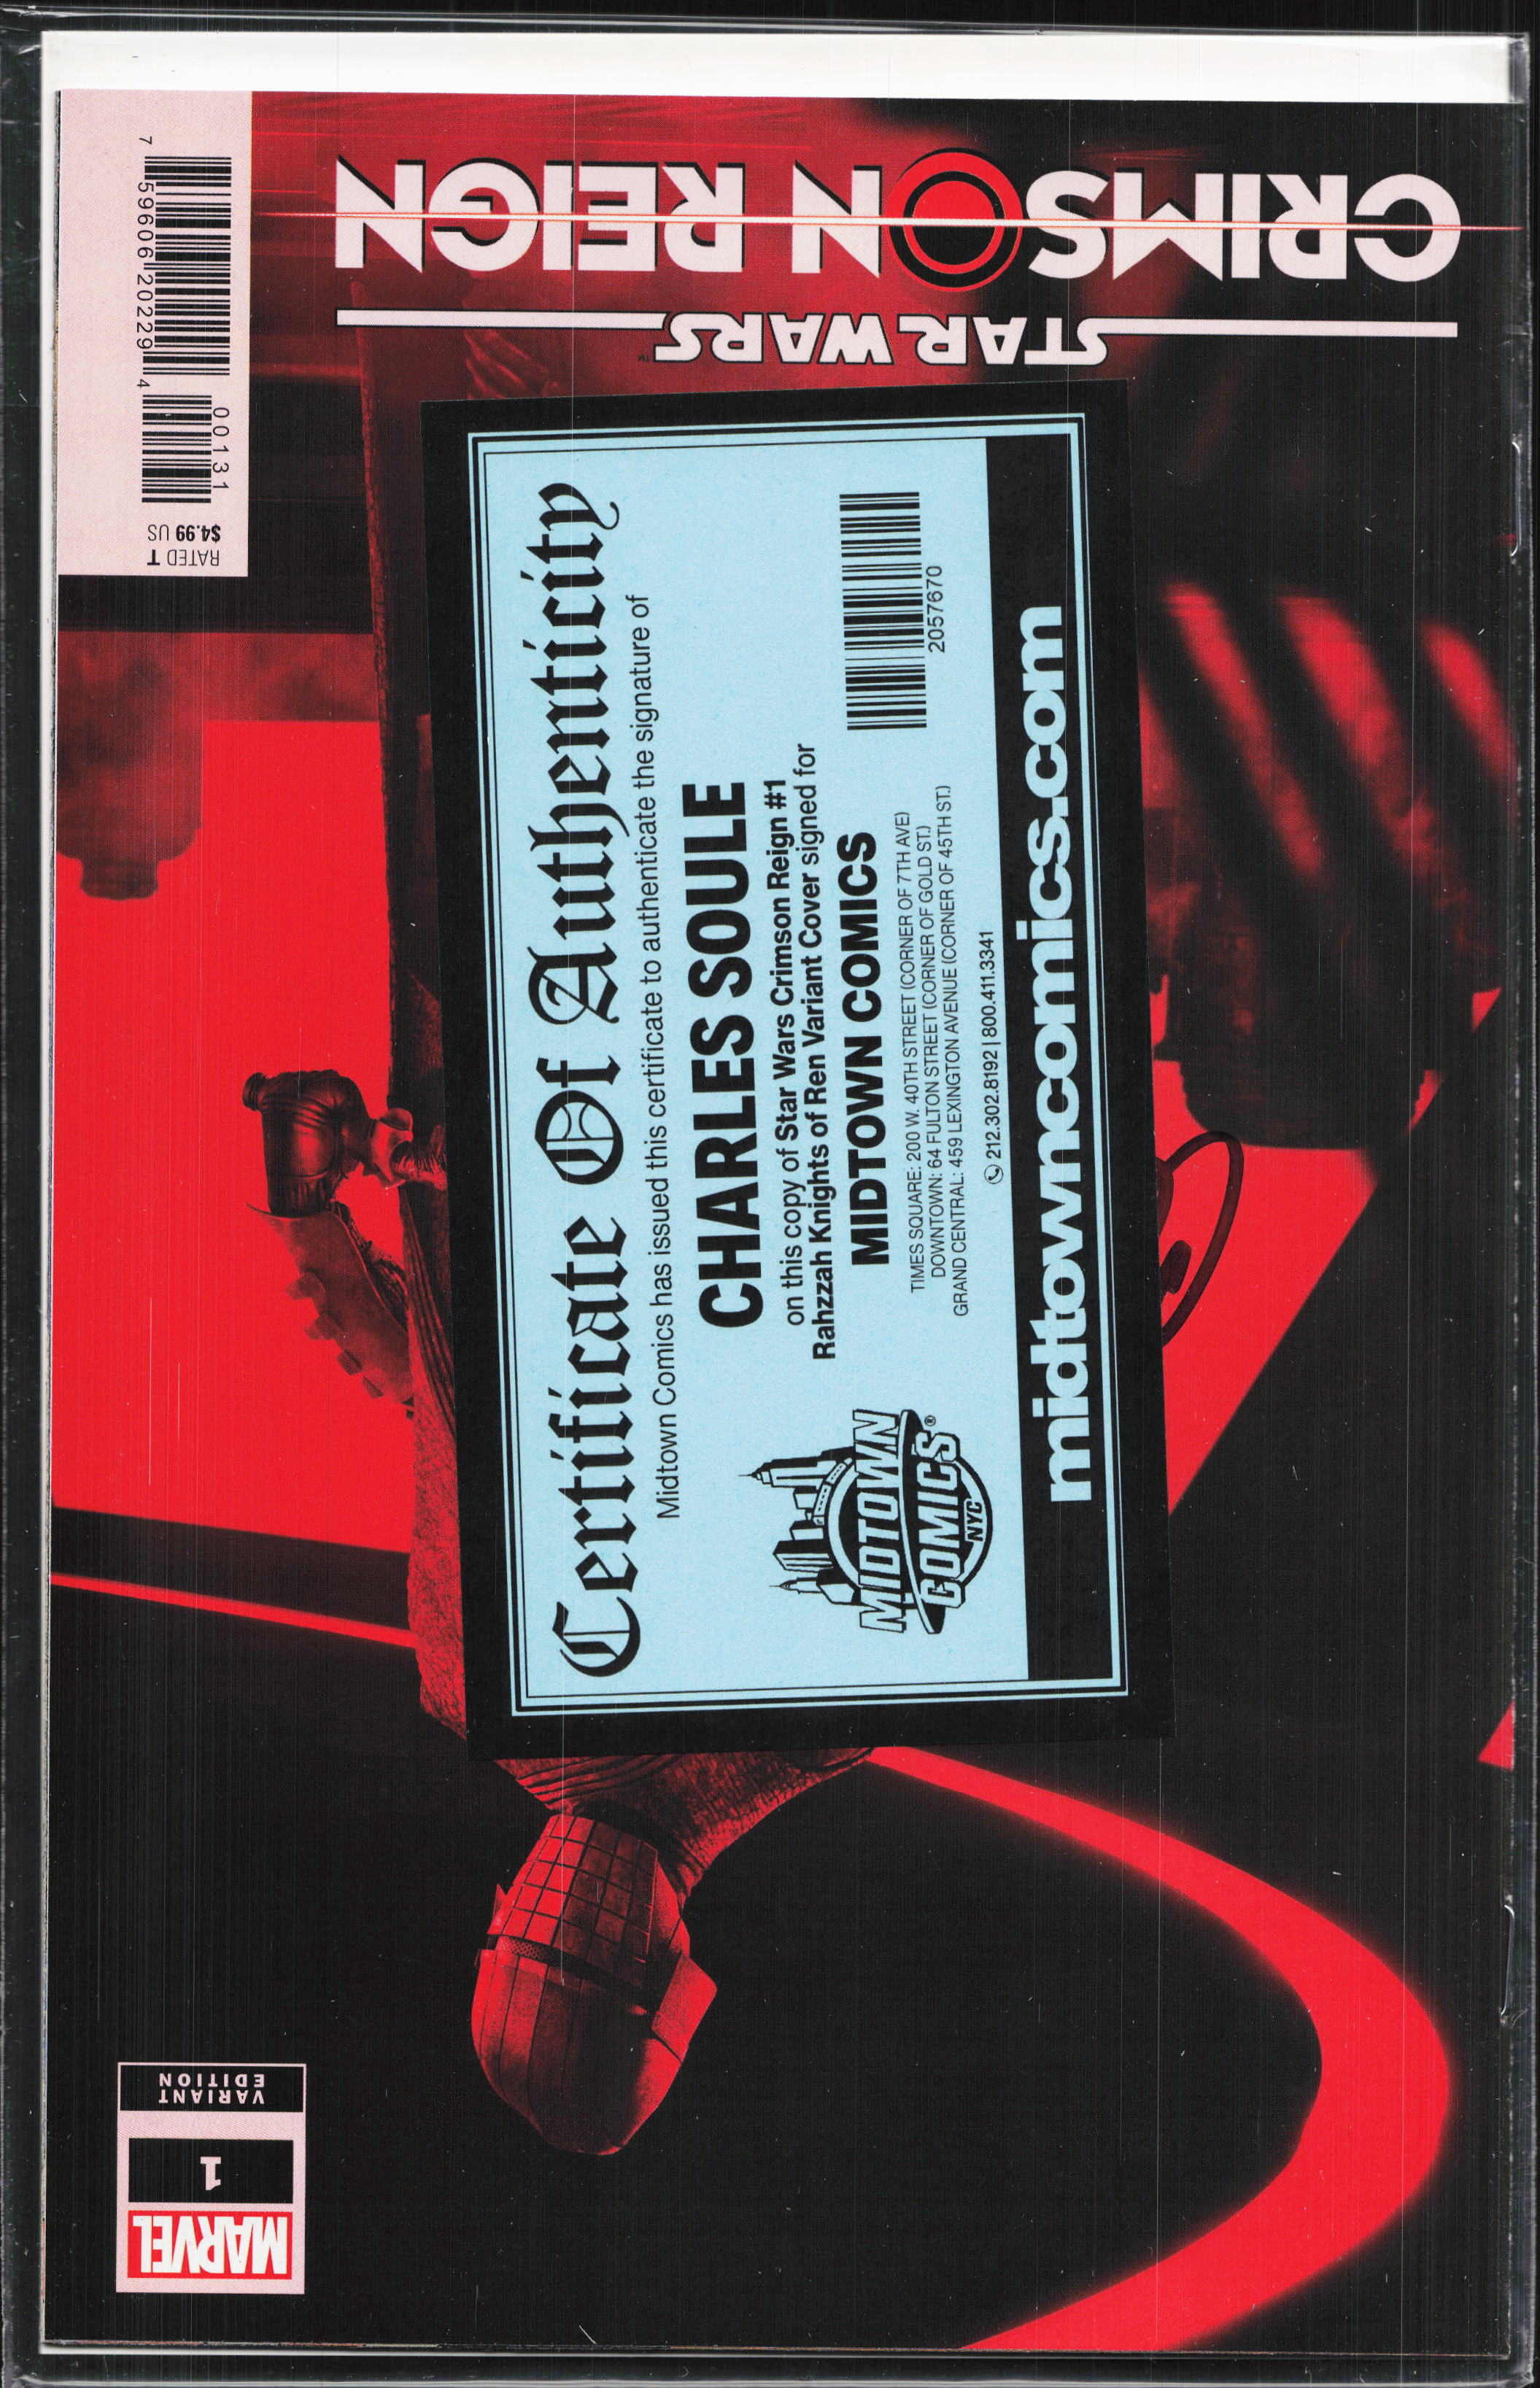 MARVEL
1
VARIANT
EDITION
STAR WARS™
CRIMSON REIGN
RATED T
$4.99 US
7 59606 20229 4
00131
Certificate Of Authenticity
Midtown Comics has issued this certificate to authenticate the signature of
CHARLES SOULE
on this copy of Star Wars Crimson Reign #1
Rahzzah Knights of Ren Variant Cover signed for
MIDTOWN COMICS
TIMES SQUARE: 200 W. 40TH STREET (CORNER OF 7TH AVE)
DOWNTOWN: 64 FULTON STREET (CORNER OF GOLD ST.)
GRAND CENTRAL: 459 LEXINGTON AVENUE (CORNER OF 45TH ST.)
212.302.8192 | 800.411.3341
2057670
MIDTOWN
COMICS®
NYC
midtowncomics.com